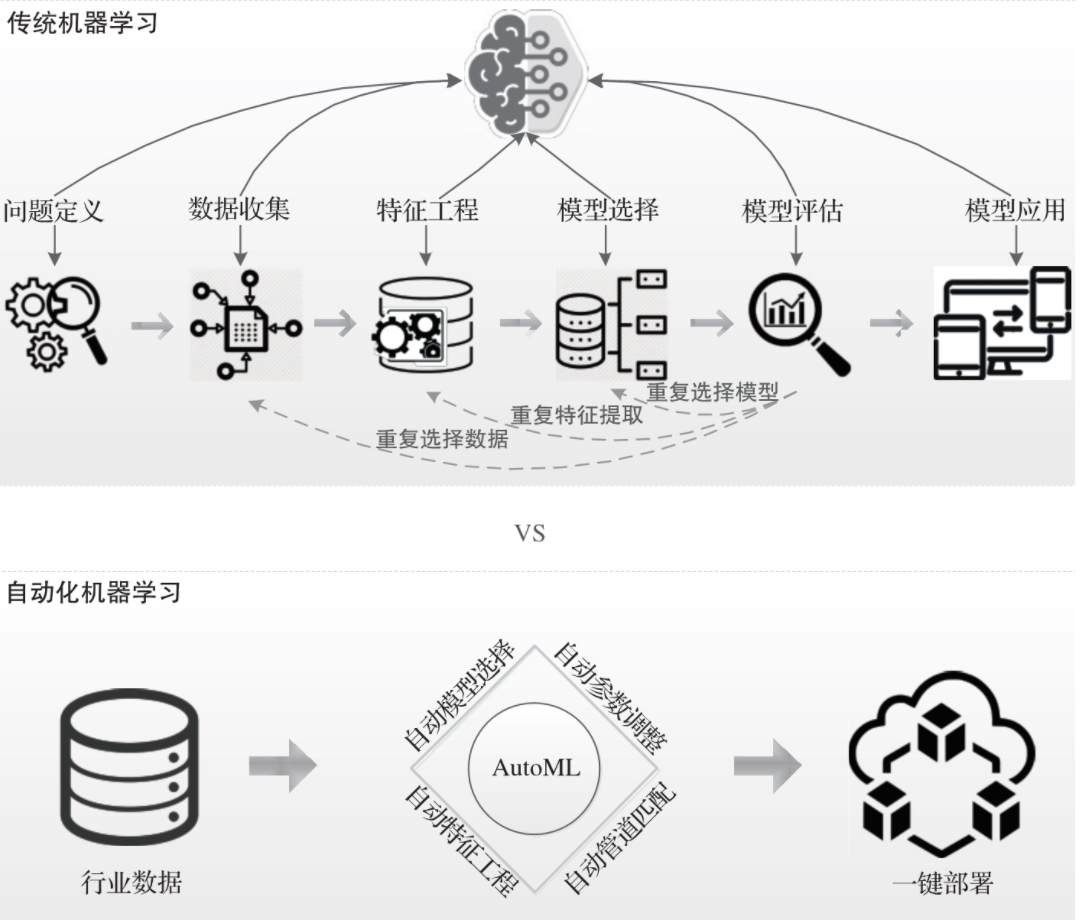 传统机器学习
问题定义
数据收集
特征工程
模型选择
模型评估
模型应用
重复选择模型
重复特征提取
重复选择数据
VS
自动化机器学习
自动模型选择
自动参数调整
AutoML
自动特征工程
自动管道匹配
行业数据
一键部署